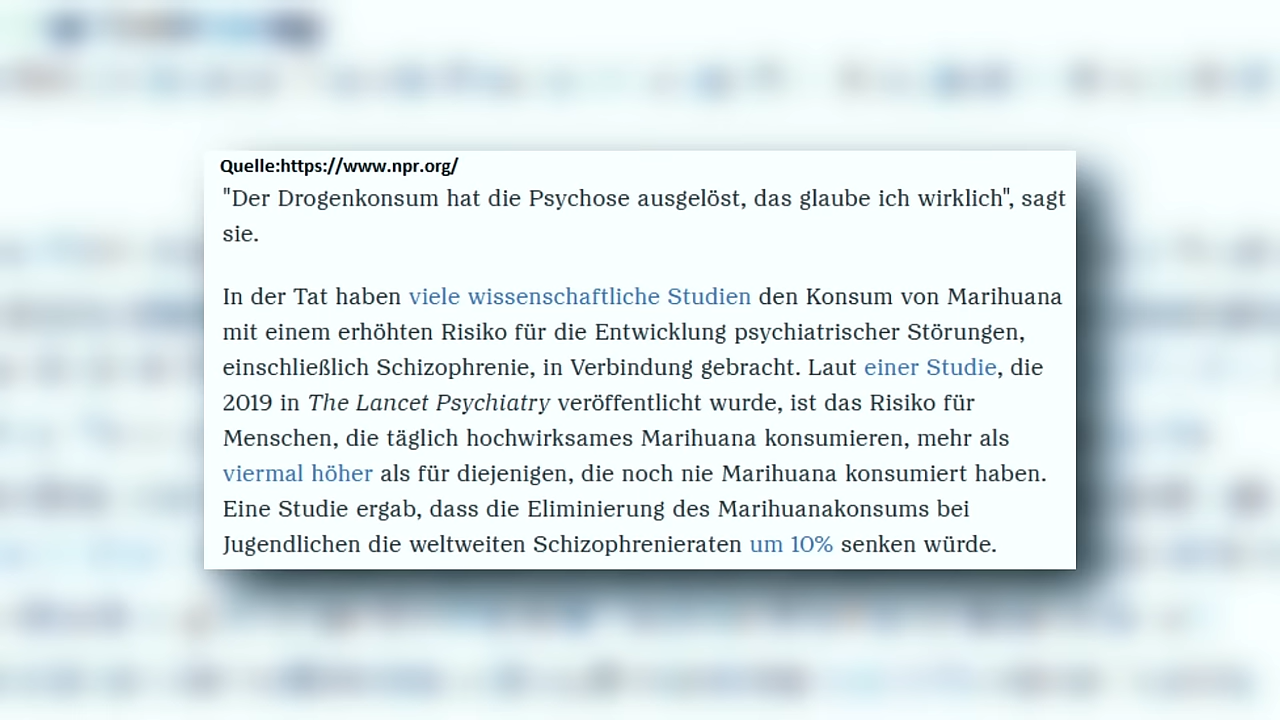 Quelle:https://www.npr.org/
"Der Drogenkonsum hat die Psychose ausgelöst, das glaube ich wirklich", sagt
sie.
In der Tat haben viele wissenschaftliche Studien den Konsum von Marihuana
mit einem erhöhten Risiko für die Entwicklung psychiatrischer Störungen,
einschließlich Schizophrenie, in Verbindung gebracht. Laut einer Studie, die
2019 in The Lancet Psychiatry veröffentlicht wurde, ist das Risiko für
Menschen, die täglich hochwirksames Marihuana konsumieren, mehr als
viermal höher als für diejenigen, die noch nie Marihuana konsumiert haben.
Eine Studie ergab, dass die Eliminierung des Marihuanakonsums bei
Jugendlichen die weltweiten Schizophrenieraten um 10% senken würde.